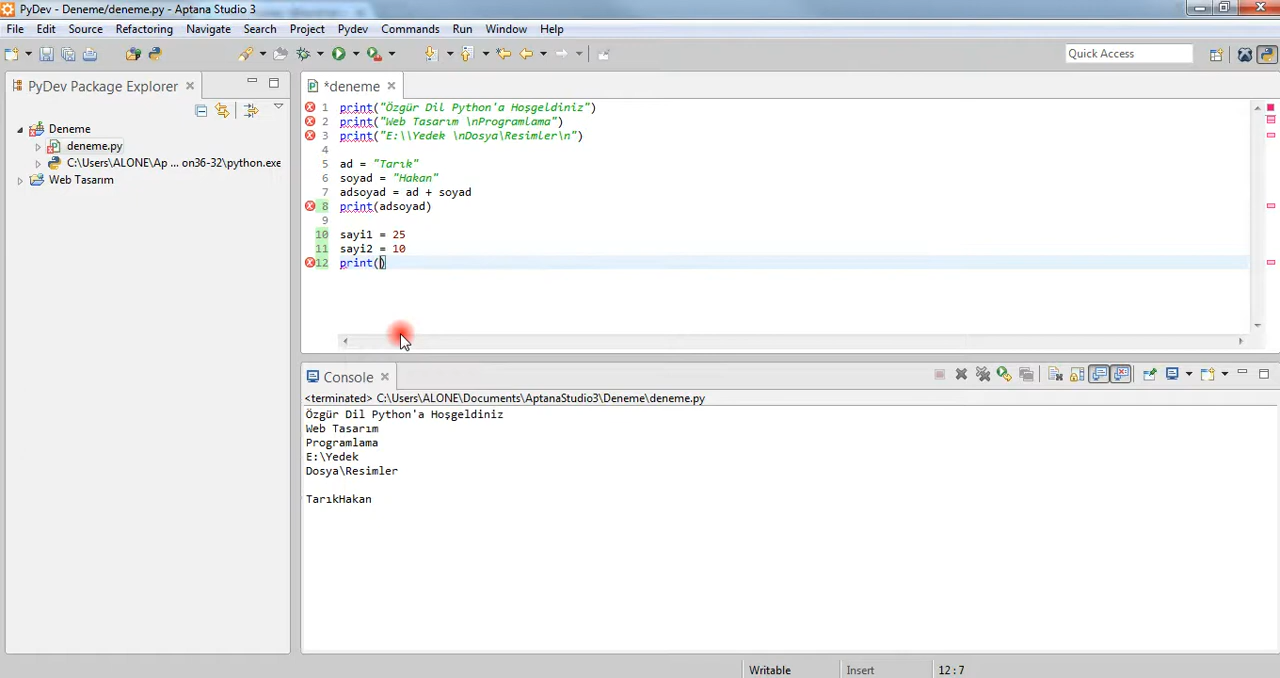 PyDev - Deneme/deneme.py - Aptana Studio 3
File Edit Source Refactoring Navigate Search Project Pydev Commands Run Window Help
Quick Access
PyDev Package Explorer
Deneme
deneme.py
C:\Users\ALONE\Ap ... on36-32\python.exe
Web Tasarım
*deneme
1 print("Özgür Dil Python'a Hoşgeldiniz")
2 print("Web Tasarım \nProgramlama")
3 print("E:\\Yedek \nDosya\Resimler\n")
4
5 ad = "Tarık"
6 soyad = "Hakan"
7 adsoyad = ad + soyad
8 print(adsoyad)
9
10 sayi1 = 25
11 sayi2 = 10
12 print()
Console
<terminated> C:\Users\ALONE\Documents\AptanaStudio3\Deneme\deneme.py
Özgür Dil Python'a Hoşgeldiniz
Web Tasarım
Programlama
E:\Yedek
Dosya\Resimler
TarıkHakan
Writable Insert 12 : 7